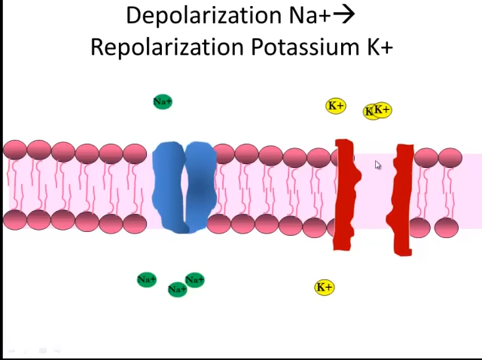 Depolarization Na+→
Repolarization Potassium K+
Na+
K+
K
K+
Na+
Na+
Na+
K+